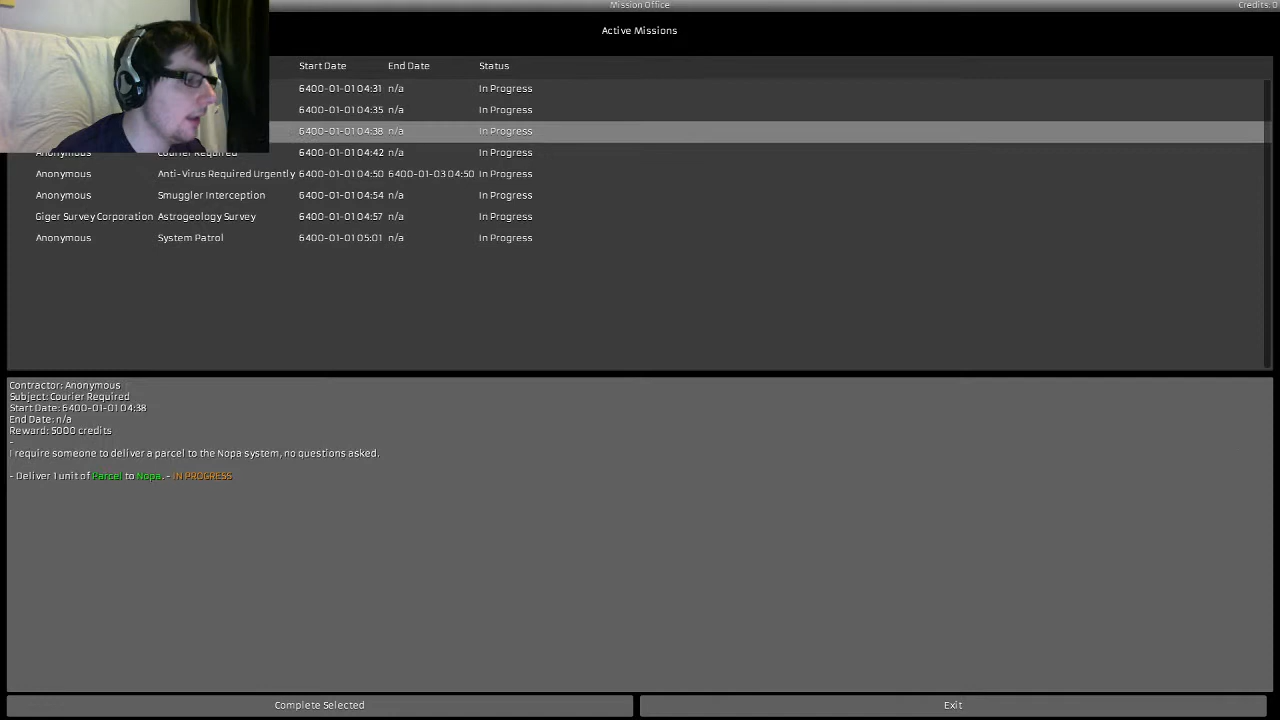 Mission Office
Credits: 0
Active Missions
Start Date End Date Status
6400-01-01 04:31 n/a In Progress
6400-01-01 04:35 n/a In Progress
6400-01-01 04:38 n/a In Progress
Anonymous Courier Required 6400-01-01 04:42 n/a In Progress
Anonymous Anti-Virus Required Urgently 6400-01-01 04:50 6400-01-03 04:50 In Progress
Anonymous Smuggler Interception 6400-01-01 04:54 n/a In Progress
Giger Survey Corporation Astrogeology Survey 6400-01-01 04:57 n/a In Progress
Anonymous System Patrol 6400-01-01 05:01 n/a In Progress
Contractor: Anonymous
Subject: Courier Required
Start Date: 6400-01-01 04:38
End Date: n/a
Reward: 5000 credits
-
I require someone to deliver a parcel to the Nopa system, no questions asked.
- Deliver 1 unit of Parcel to Nopa. - IN PROGRESS
Complete Selected
Exit